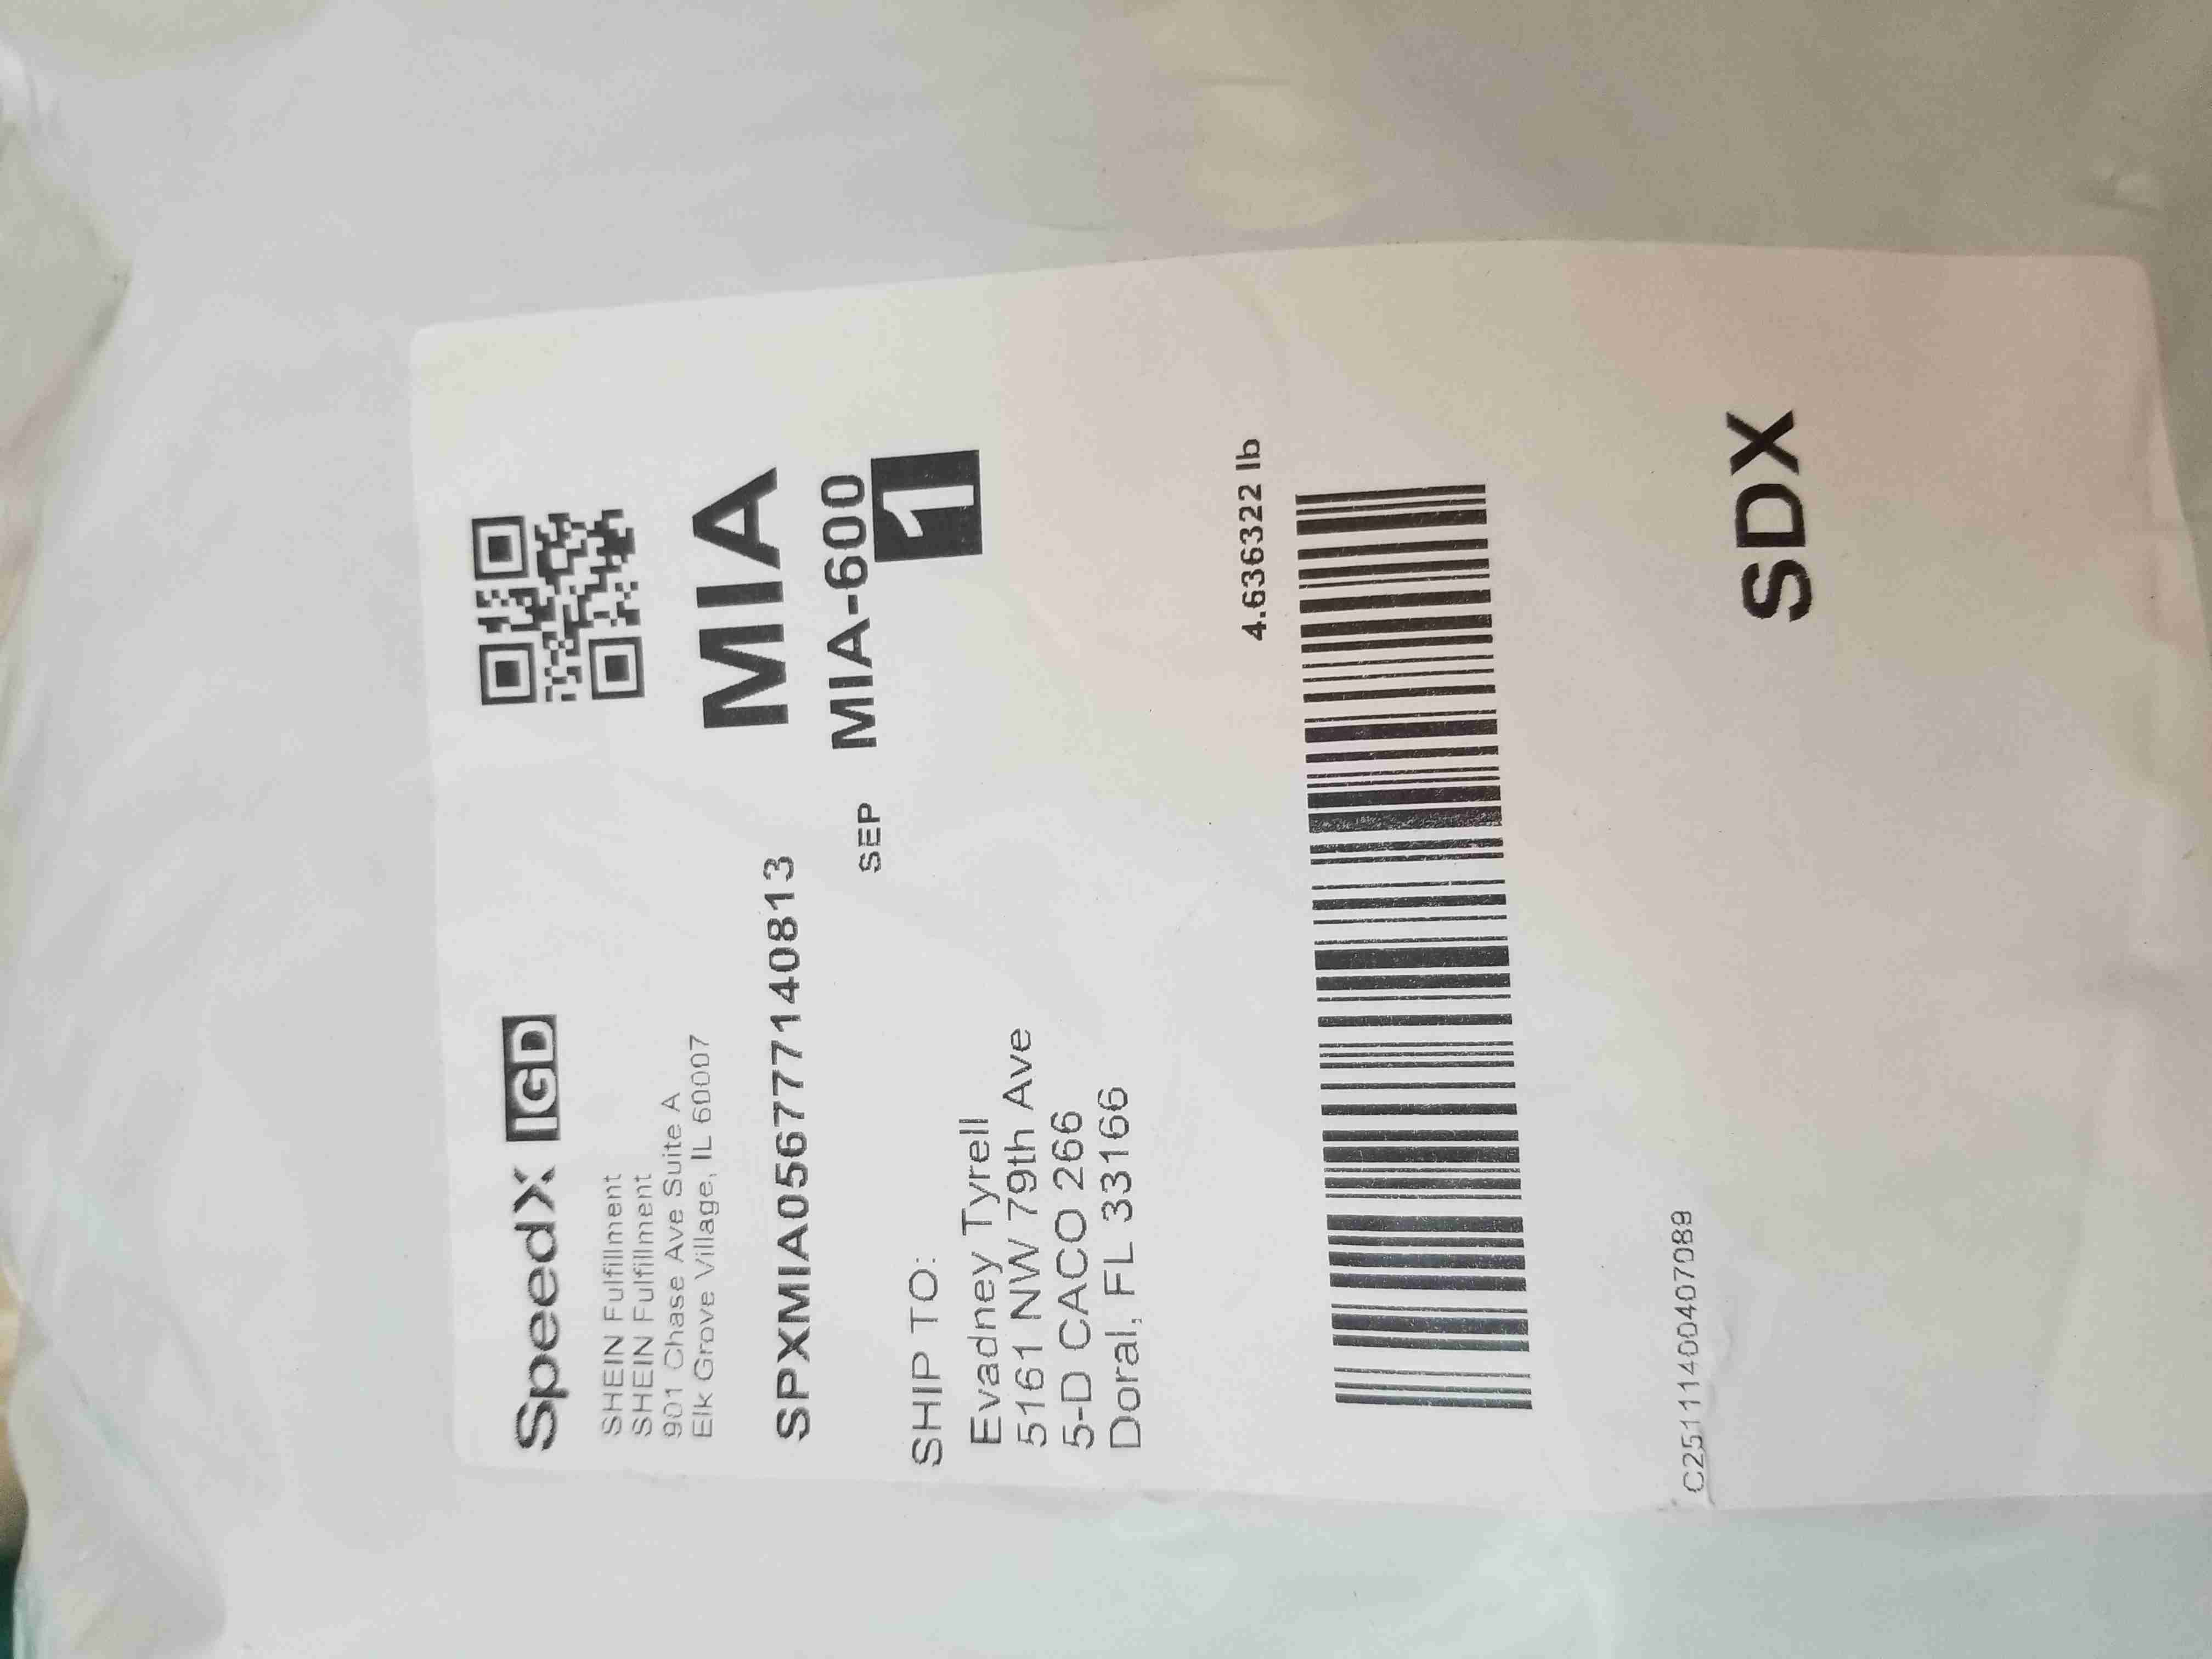 SpeedX IGD
SHEIN Fulfillment
SHEIN Fulfillment
901 Chase Ave Suite A
Elk Grove Village, IL 60007
MIA
SPXMIA056777140813
SEP MIA-600
1
SHIP TO:
Evadney Tyrell
5161 NW 79th Ave
5-D CACO 266
Doral, FL 33166
4.636322 lb
C25111400407089
SDX